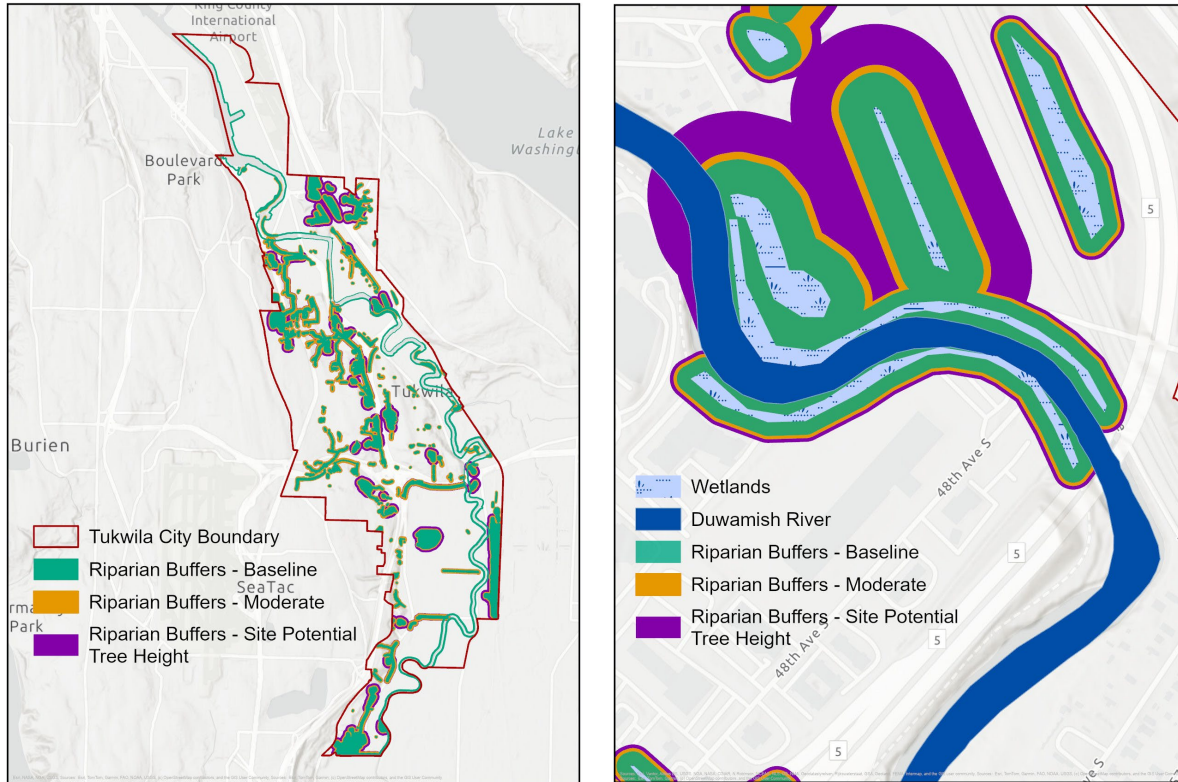 King County
International
Airport
Lake
Washingt
Boulevard
Park
Tukwila
Burien
Tukwila City Boundary
Riparian Buffers - Baseline
SeaTac
Riparian Buffers - Moderate
Park
Riparian Buffers - Site Potential
Tree Height
5
48th Ave S
Wetlands
Duwamish River
5
Riparian Buffers - Baseline
Riparian Buffers - Moderate
Riparian Buffers - Site Potential
Tree Height
5
48th Ave S
5
Ave S